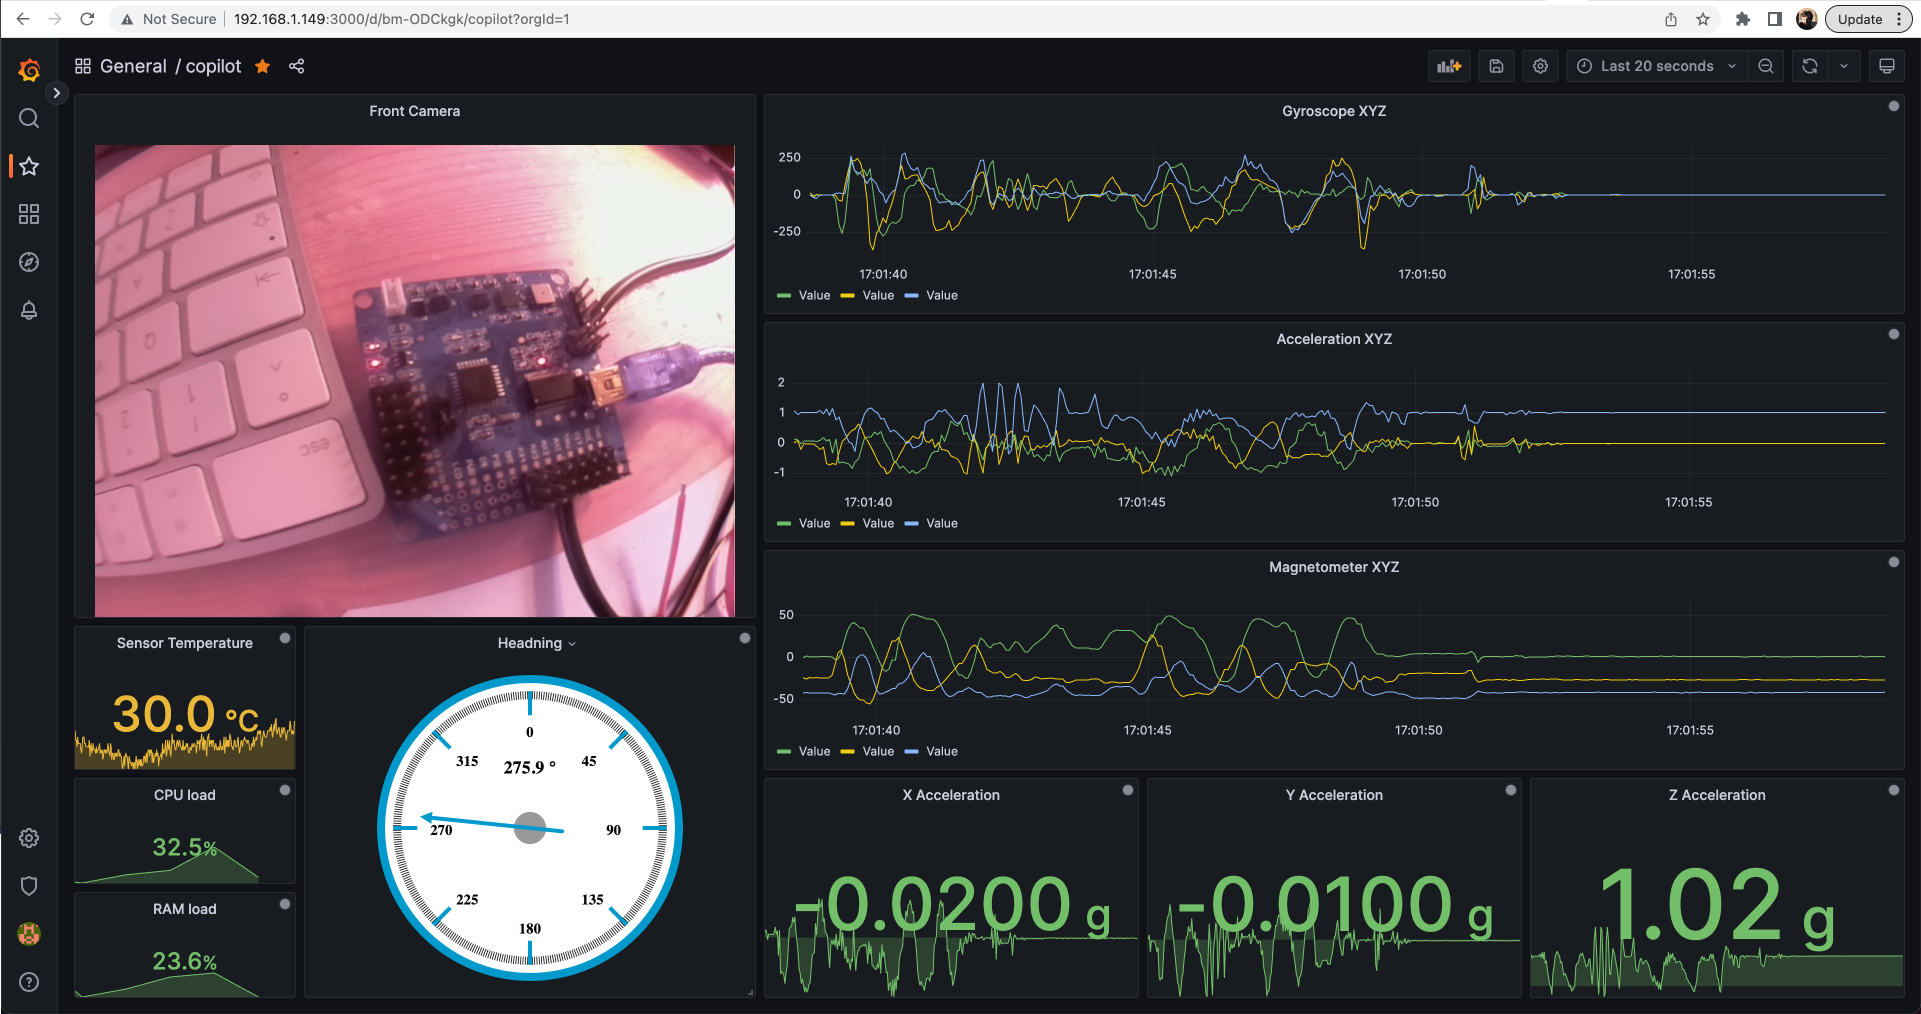 Not Secure 192.168.1.149:3000/d/bm-ODCkgk/copilot?orgId=1 Update
General / copilot Last 20 seconds
Front Camera
esc
Gyroscope XYZ
250
0
-250
17:01:40 17:01:45 17:01:50 17:01:55
Value Value Value
Acceleration XYZ
2
1
0
-1
17:01:40 17:01:45 17:01:50 17:01:55
Value Value Value
Magnetometer XYZ
50
0
-50
17:01:40 17:01:45 17:01:50 17:01:55
Value Value Value
Sensor Temperature
30.0 °C
CPU load
32.5%
RAM load
23.6%
Headning
0
315 275.9 ° 45
270 90
225 135
180
X Acceleration
-0.0200 g
Y Acceleration
-0.0100 g
Z Acceleration
1.02 g